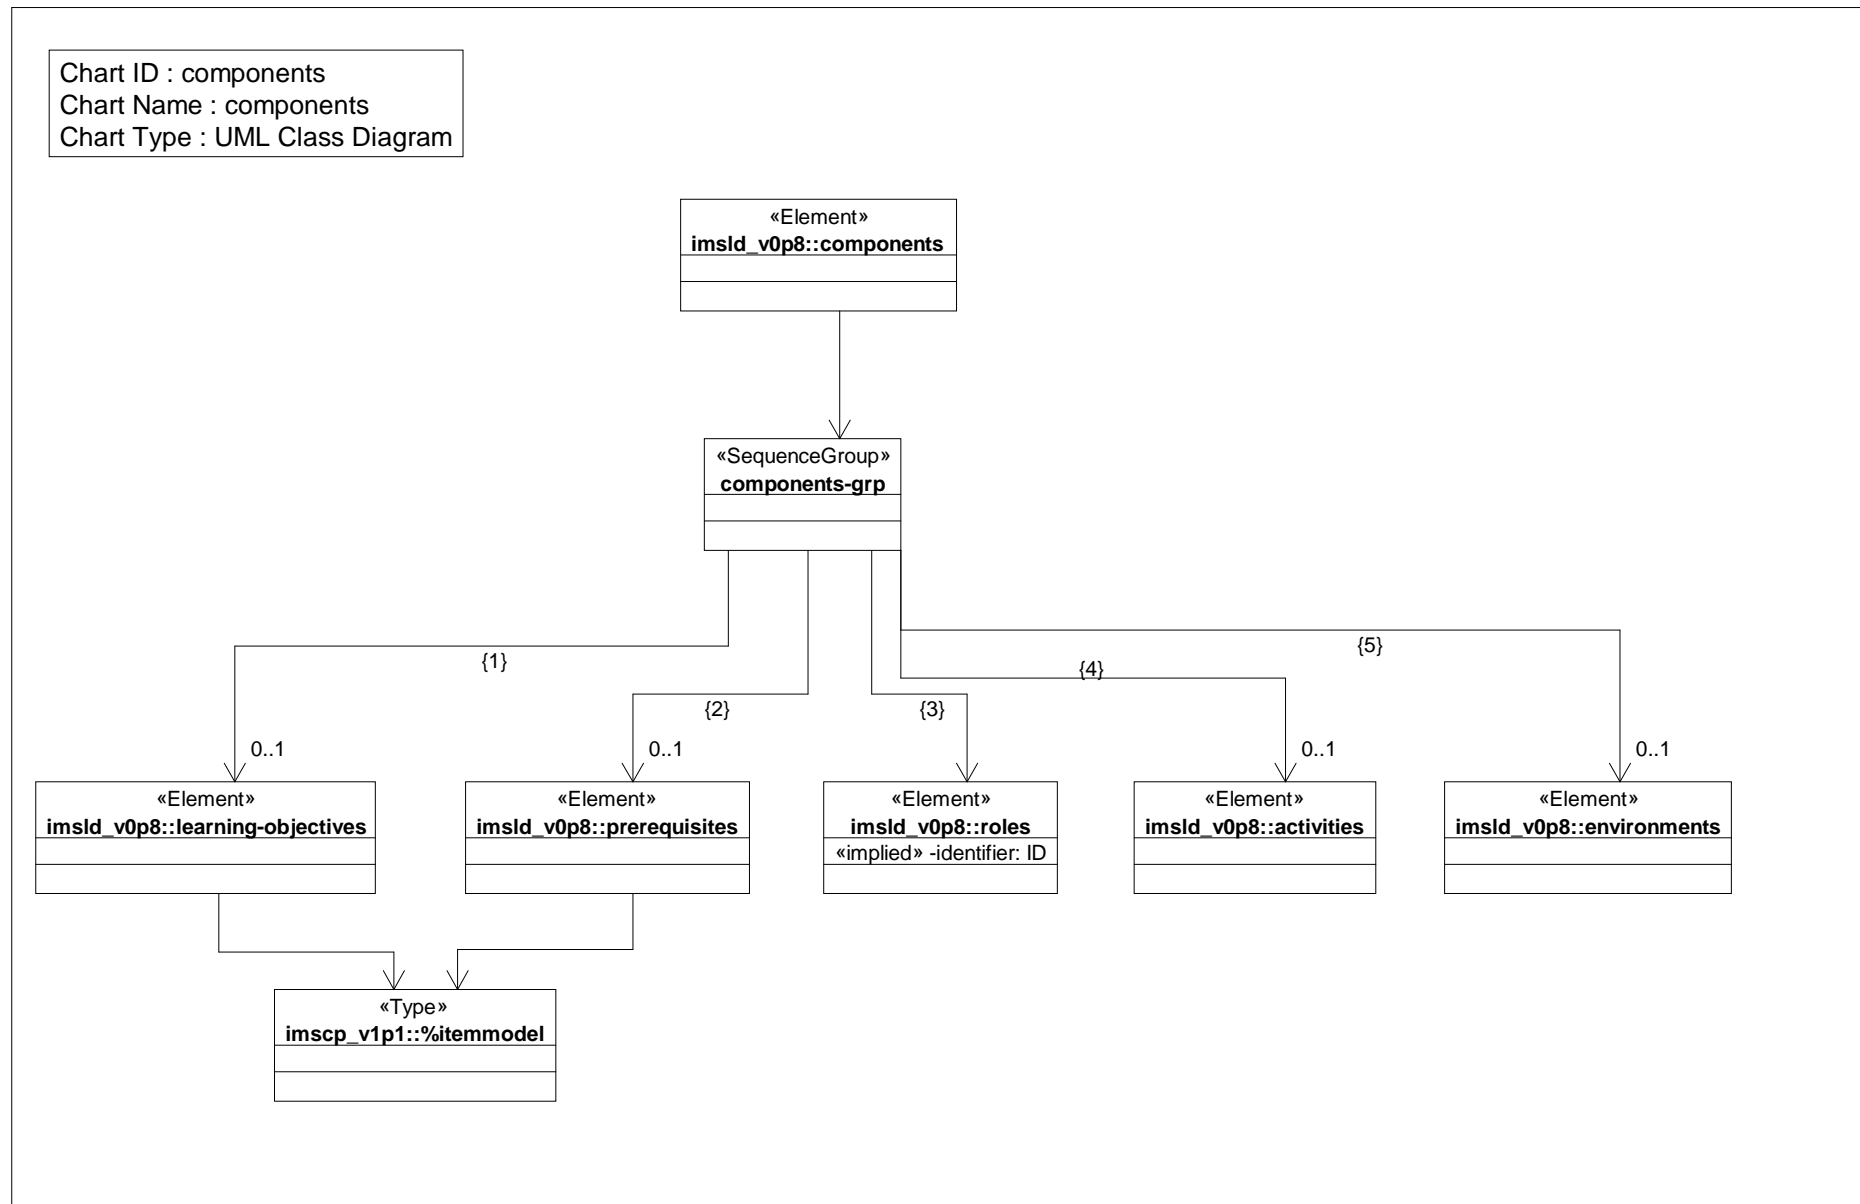 Chart ID : components
Chart Name : components
Chart Type : UML Class Diagram
«Element»
imsld_v0p8::components
«SequenceGroup»
components-grp
{1}
{2}
{3}
{4}
{5}
0..1
0..1
0..1
0..1
«Element»
imsld_v0p8::learning-objectives
«Element»
imsld_v0p8::prerequisites
«Element»
imsld_v0p8::roles
«implied» -identifier: ID
«Element»
imsld_v0p8::activities
«Element»
imsld_v0p8::environments
«Type»
imscp_v1p1::%itemmodel